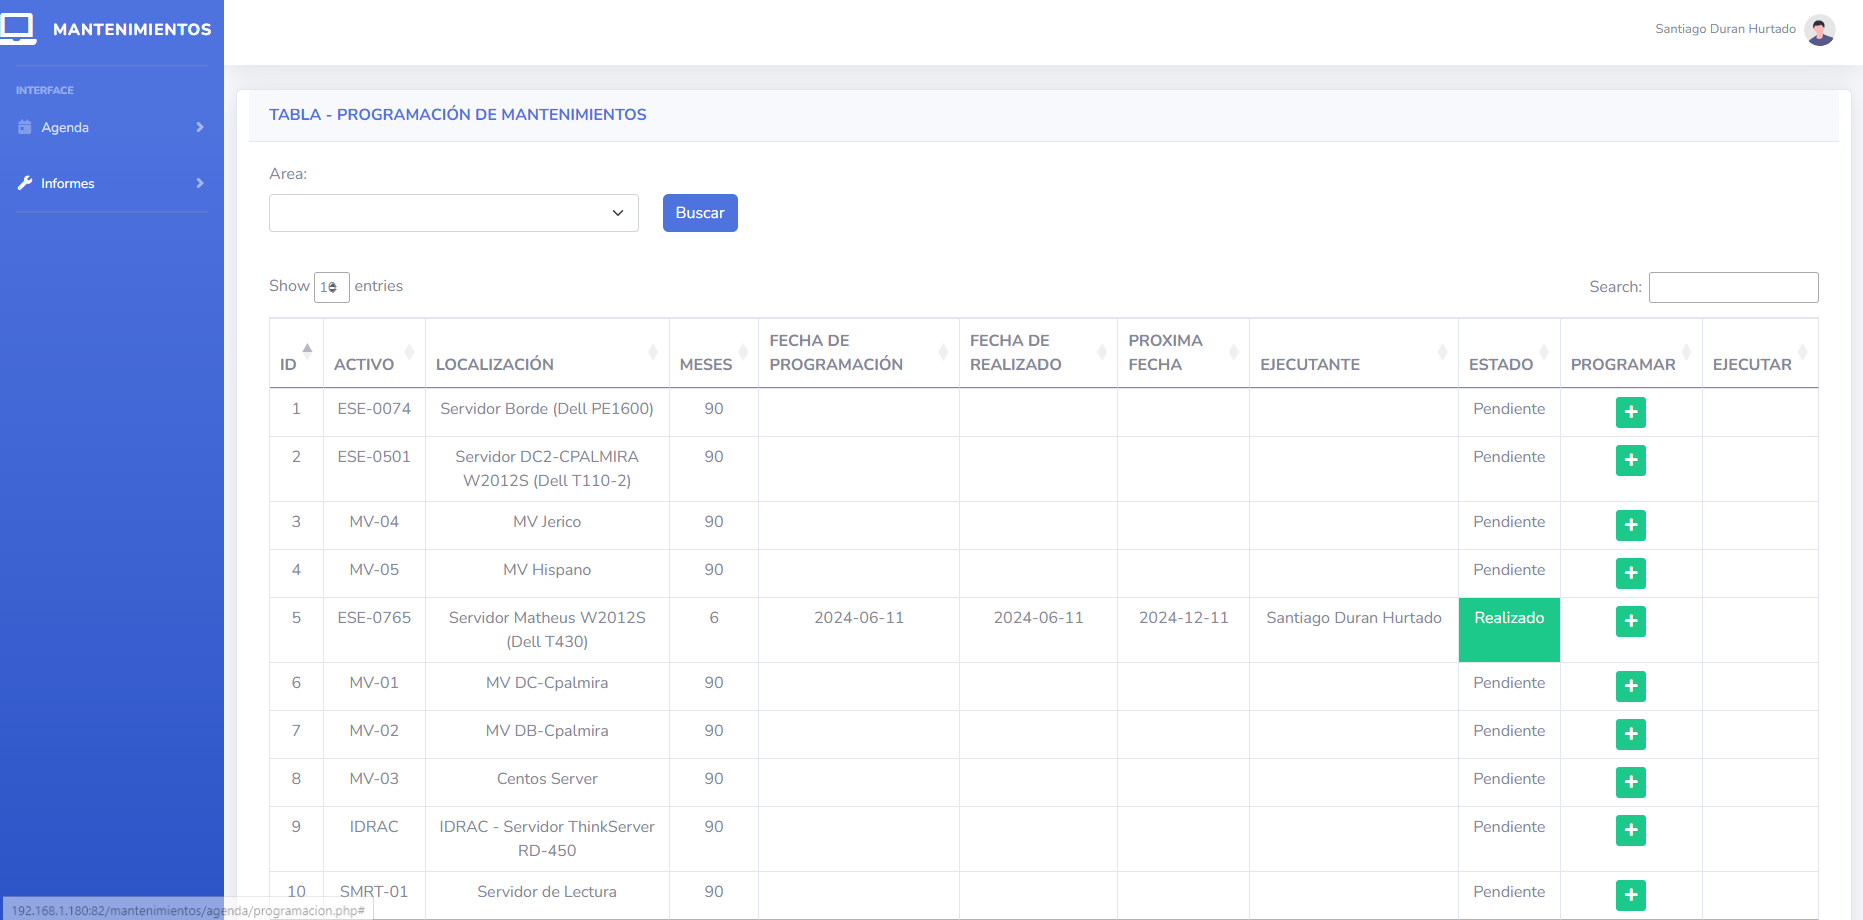 MANTENIMIENTOS
Santiago Duran Hurtado
INTERFACE
Agenda
Informes
TABLA - PROGRAMACIÓN DE MANTENIMIENTOS
Area:
Buscar
Show 10 entries
Search:
ID ACTIVO LOCALIZACIÓN MESES FECHA DE PROGRAMACIÓN FECHA DE REALIZADO PROXIMA FECHA EJECUTANTE ESTADO PROGRAMAR EJECUTAR
1 ESE-0074 Servidor Borde (Dell PE1600) 90 Pendiente +
2 ESE-0501 Servidor DC2-CPALMIRA W2012S (Dell T110-2) 90 Pendiente +
3 MV-04 MV Jerico 90 Pendiente +
4 MV-05 MV Hispano 90 Pendiente +
5 ESE-0765 Servidor Matheus W2012S (Dell T430) 6 2024-06-11 2024-06-11 2024-12-11 Santiago Duran Hurtado Realizado +
6 MV-01 MV DC-Cpalmira 90 Pendiente +
7 MV-02 MV DB-Cpalmira 90 Pendiente +
8 MV-03 Centos Server 90 Pendiente +
9 IDRAC IDRAC - Servidor ThinkServer RD-450 90 Pendiente +
10 SMRT-01 Servidor de Lectura 90 Pendiente +
192.168.1.180:82/mantenimientos/agenda/programacion.php#